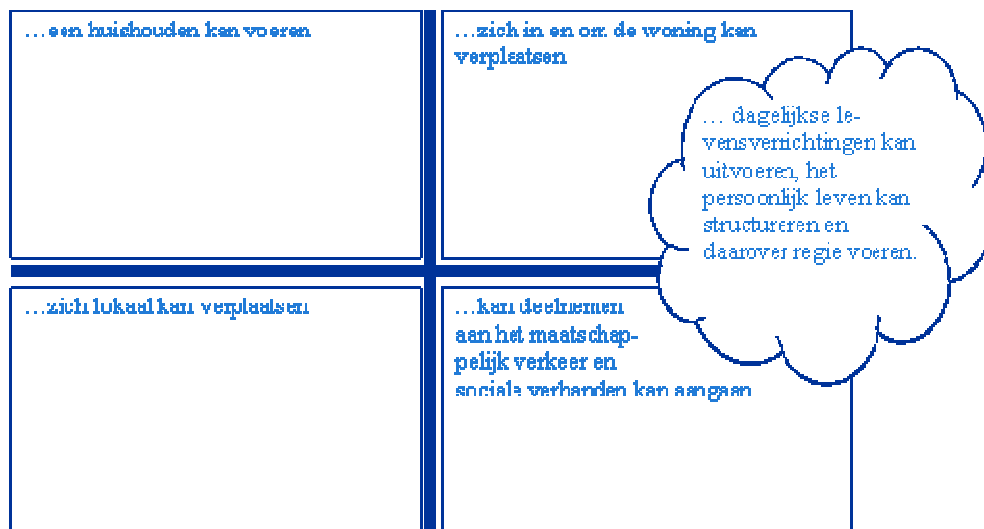 …een huishouden kan voeren
…zich in en om de woning kan
verplaatsen
… dagelijkse le-
vensverrichtingen kan
uitvoeren, het
persoonlijk leven kan
structureren en
daarover regie voeren.
…zich lokaal kan verplaatsen
…kan deelnemen
aan het maatschap-
pelijk verkeer en
sociale verbanden kan aangaan